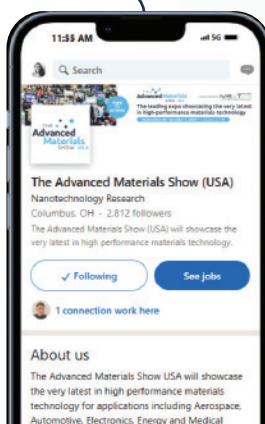 11:55 AM
5G
Search
Advanced Materials
The leading expo showcasing the very latest
in high-performance materials technology
THE
Advanced
Materials
SHOW USA
The Advanced Materials Show (USA)
Nanotechnology Research
Columbus, OH - 2,812 followers
The Advanced Materials Show (USA) will showcase the
very latest in high performance materials technology.
✓ Following
See jobs
1 connection work here
About us
The Advanced Materials Show USA will showcase
the very latest in high performance materials
technology for applications including Aerospace,
Automotive, Electronics, Energy and Medical